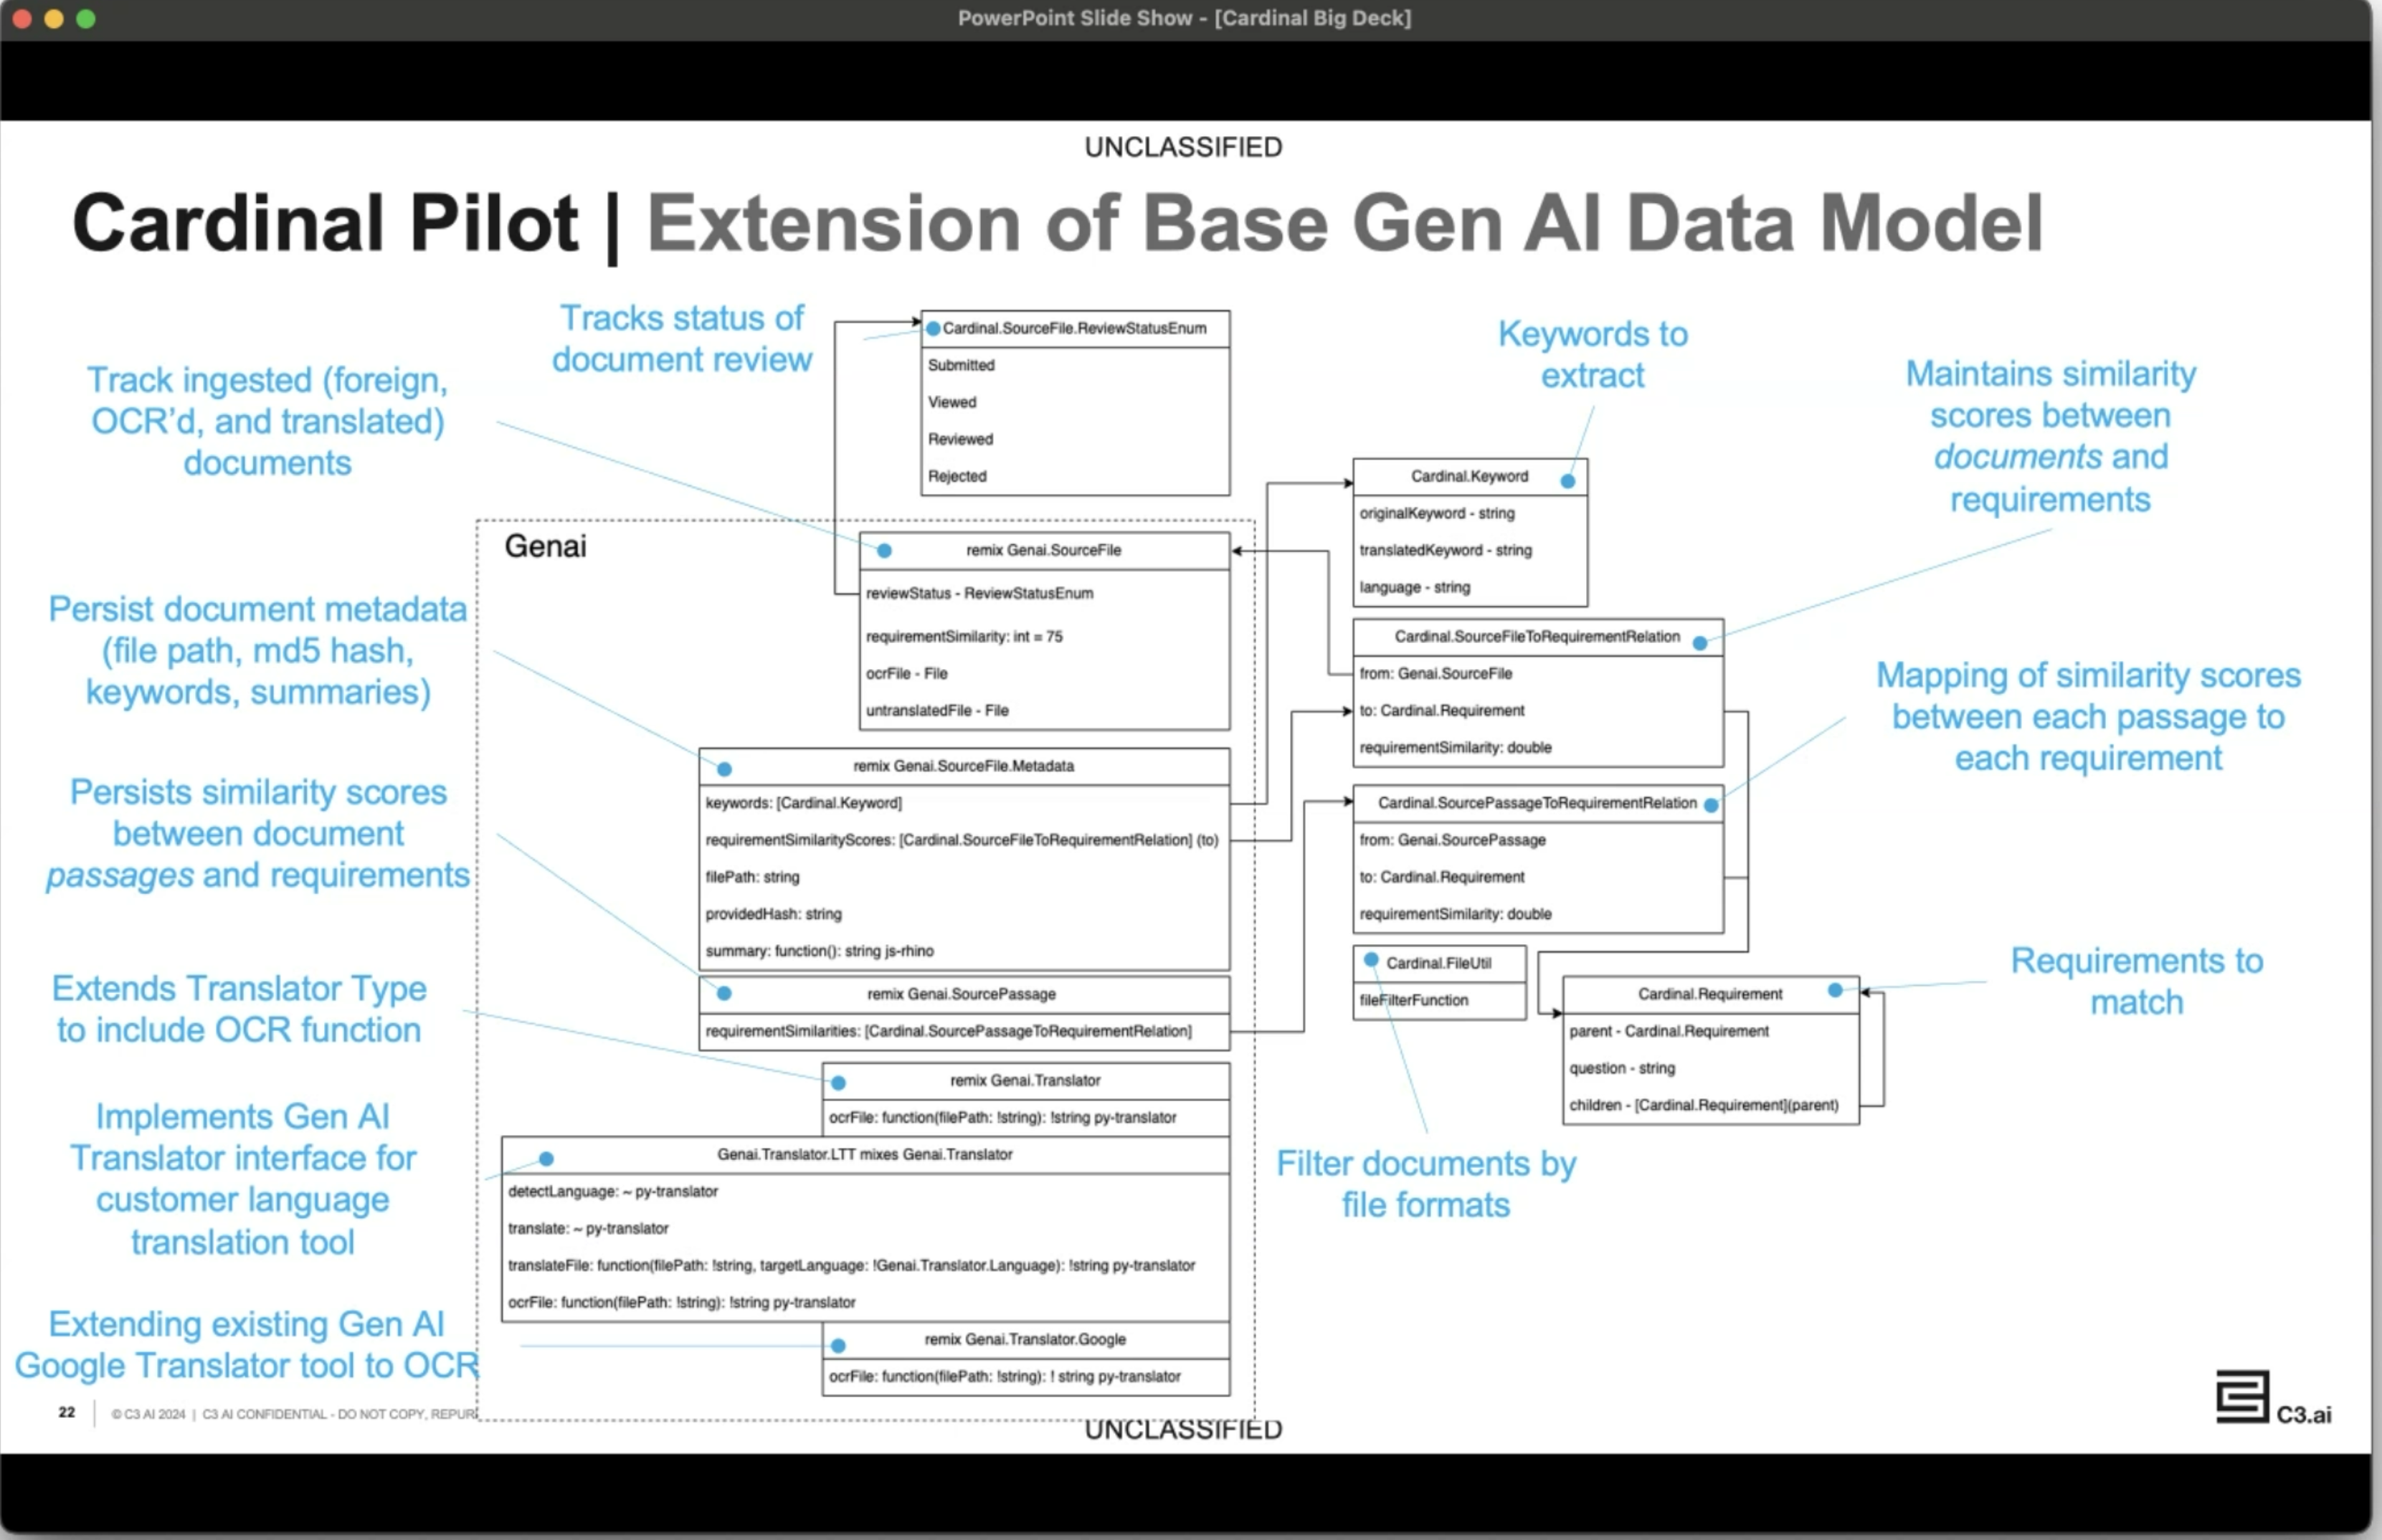 PowerPoint Slide Show - [Cardinal Big Deck]
UNCLASSIFIED
Cardinal Pilot | Extension of Base Gen AI Data Model
Tracks status of
document review
Track ingested (foreign,
OCR'd, and translated)
documents
Persist document metadata
(file path, md5 hash,
keywords, summaries)
Persists similarity scores
between document
passages and requirements
Extends Translator Type
to include OCR function
Implements Gen AI
Translator interface for
customer language
translation tool
Extending existing Gen AI
Google Translator tool to OCR
Cardinal.SourceFile.ReviewStatusEnum
Submitted
Viewed
Reviewed
Rejected
Genai
remix Genai.SourceFile
reviewStatus - ReviewStatusEnum
requirementSimilarity: int = 75
ocrFile - File
untranslatedFile - File
remix Genai.SourceFile.Metadata
keywords: [Cardinal.Keyword]
requirementSimilarityScores: [Cardinal.SourceFileToRequirementRelation] (to)
filePath: string
providedHash: string
summary: function(): string js-rhino
remix Genai.SourcePassage
requirementSimilarities: [Cardinal.SourcePassageToRequirementRelation]
remix Genai.Translator
ocrFile: function(filePath: !string): !string py-translator
Genai.Translator.LTT mixes Genai.Translator
detectLanguage: ~ py-translator
translate: ~ py-translator
translateFile: function(filePath: !string, targetLanguage: !Genai.Translator.Language): !string py-translator
ocrFile: function(filePath: !string): !string py-translator
remix Genai.Translator.Google
ocrFile: function(filePath: !string): ! string py-translator
Keywords to
extract
Cardinal.Keyword
originalKeyword - string
translatedKeyword - string
language - string
Maintains similarity
scores between
documents and
requirements
Cardinal.SourceFileToRequirementRelation
from: Genai.SourceFile
to: Cardinal.Requirement
requirementSimilarity: double
Mapping of similarity scores
between each passage to
each requirement
Cardinal.SourcePassageToRequirementRelation
from: Genai.SourcePassage
to: Cardinal.Requirement
requirementSimilarity: double
Cardinal.FileUtil
fileFilterFunction
Filter documents by
file formats
Requirements to
match
Cardinal.Requirement
parent - Cardinal.Requirement
question - string
children - [Cardinal.Requirement](parent)
22
© C3 AI 2024 | C3 AI CONFIDENTIAL - DO NOT COPY, REPUR
UNCLASSIFIED
C3.ai